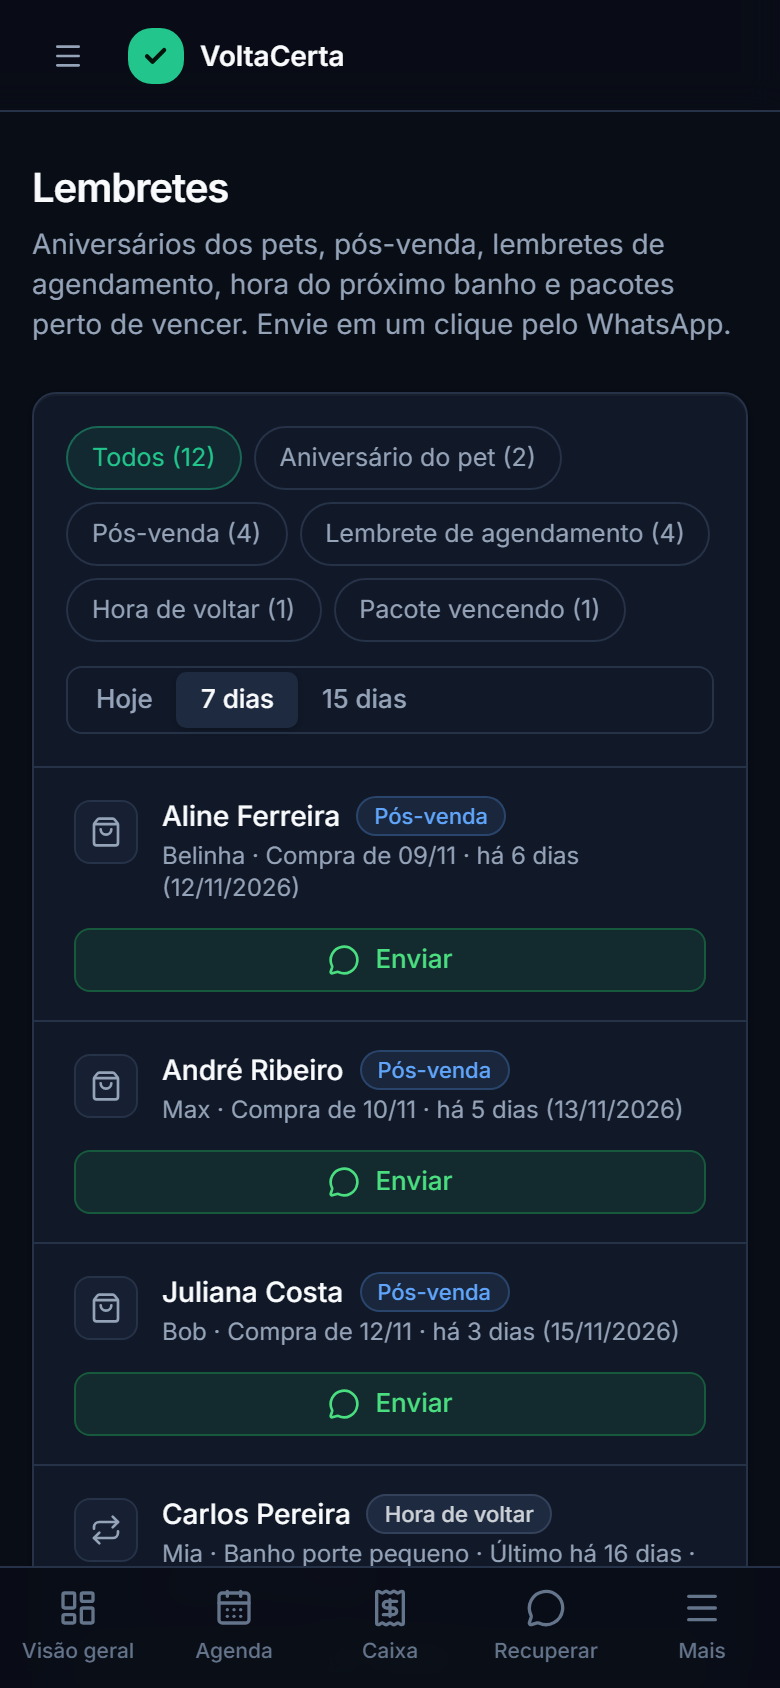 VoltaCerta
Lembretes
Aniversários dos pets, pós-venda, lembretes de
agendamento, hora do próximo banho e pacotes
perto de vencer. Envie em um clique pelo WhatsApp.
Todos (12)
Aniversário do pet (2)
Pós-venda (4)
Lembrete de agendamento (4)
Hora de voltar (1)
Pacote vencendo (1)
Hoje
7 dias
15 dias
Aline Ferreira
Pós-venda
Belinha · Compra de 09/11 · há 6 dias
(12/11/2026)
Enviar
André Ribeiro
Pós-venda
Max · Compra de 10/11 · há 5 dias (13/11/2026)
Enviar
Juliana Costa
Pós-venda
Bob · Compra de 12/11 · há 3 dias (15/11/2026)
Enviar
Carlos Pereira
Hora de voltar
Mia · Banho porte pequeno · Último há 16 dias ·
Visão geral
Agenda
Caixa
Recuperar
Mais